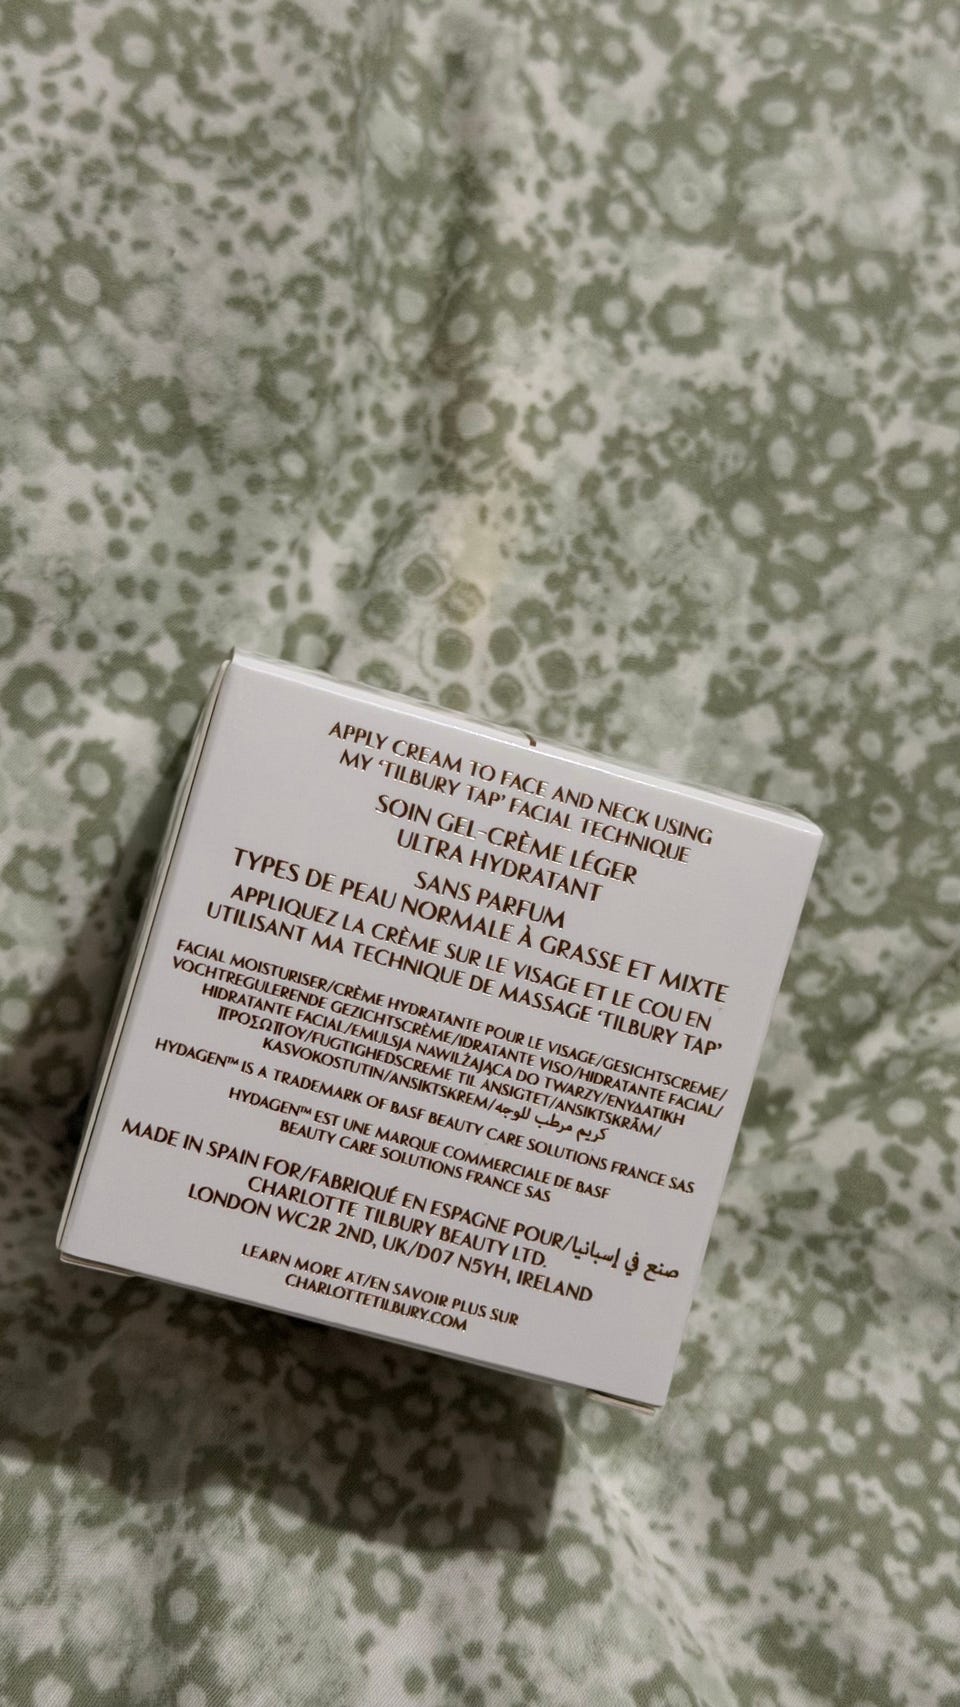 APPLY CREAM TO FACE AND NECK USING
MY ‘TILBURY TAP’ FACIAL TECHNIQUE
SOIN GEL-CRÈME LÉGER
ULTRA HYDRATANT
SANS PARFUM
TYPES DE PEAU NORMALE À GRASSE ET MIXTE
APPLIQUEZ LA CRÈME SUR LE VISAGE ET LE COU EN
UTILISANT MA TECHNIQUE DE MASSAGE ‘TILBURY TAP’
FACIAL MOISTURISER/CRÈME HYDRATANTE POUR LE VISAGE/GESICHTSCREME/
VOCHTREGULERENDE GEZICHTSCRÈME/IDRATANTE VISO/HIDRATANTE FACIAL/
HIDRATANTE FACIAL/EMULSJA NAWILŻAJĄCA DO TWARZY/ΕΝΥΔΑΤΙΚΗ
ΠΡΟΣΩΠΟΥ/FUGTIGHEDSCREME TIL ANSIGTET/ANSIKTSKRÄM/
KASVOKOSTUTIN/ANSIKTSKREM/كريم مرطب للوجه
HYDAGEN™ IS A TRADEMARK OF BASF BEAUTY CARE SOLUTIONS FRANCE SAS
HYDAGEN™ EST UNE MARQUE COMMERCIALE DE BASF
BEAUTY CARE SOLUTIONS FRANCE SAS
MADE IN SPAIN FOR/FABRIQUÉ EN ESPAGNE POUR/صنع في إسبانيا
CHARLOTTE TILBURY BEAUTY LTD.
LONDON WC2R 2ND, UK/D07 N5YH, IRELAND
LEARN MORE AT/EN SAVOIR PLUS SUR
CHARLOTTETILBURY.COM